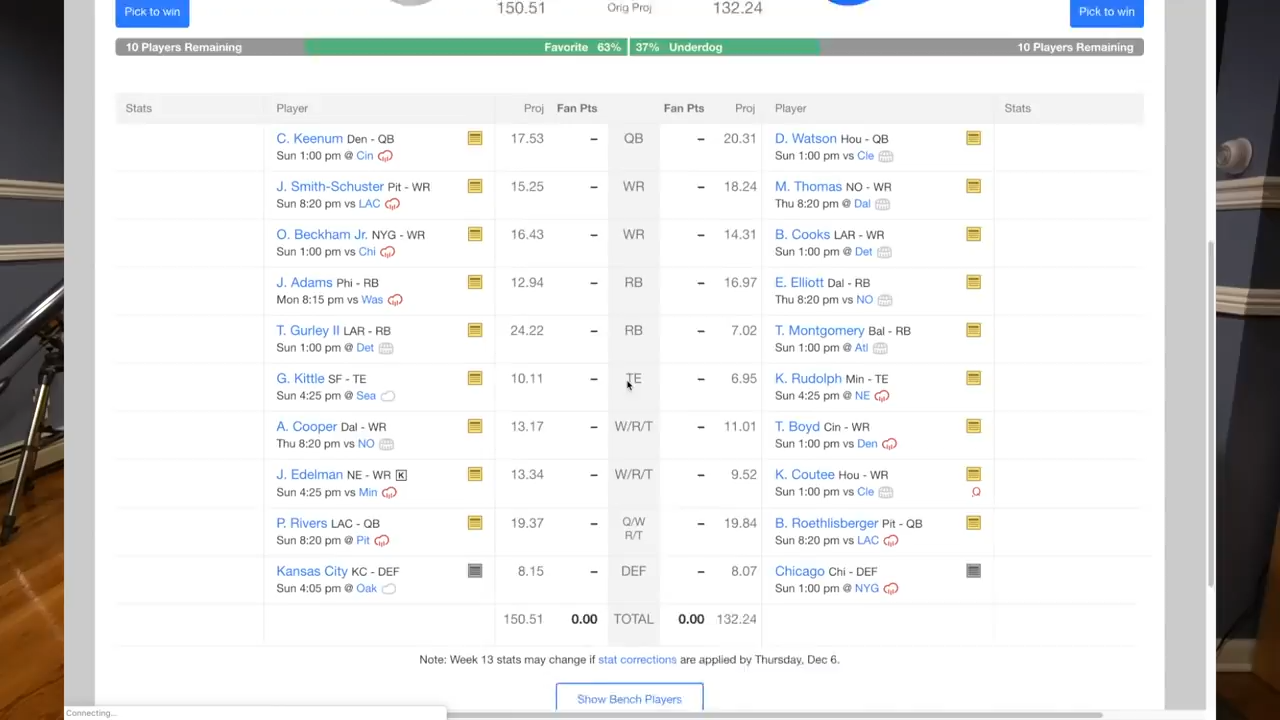 Pick to win 150.51 Orig Proj 132.24 Pick to win
10 Players Remaining Favorite 63% 37% Underdog 10 Players Remaining
Stats Player Proj Fan Pts Fan Pts Proj Player Stats
C. Keenum Den - QB 17.53 – QB – 20.31 D. Watson Hou - QB
Sun 1:00 pm @ Cin Sun 1:00 pm vs Cle
J. Smith-Schuster Pit - WR 15.25 – WR – 18.24 M. Thomas NO - WR
Sun 8:20 pm vs LAC Thu 8:20 pm @ Dal
O. Beckham Jr. NYG - WR 16.43 – WR – 14.31 B. Cooks LAR - WR
Sun 1:00 pm vs Chi Sun 1:00 pm @ Det
J. Adams Phi - RB 12.94 – RB – 16.97 E. Elliott Dal - RB
Mon 8:15 pm vs Was Thu 8:20 pm vs NO
T. Gurley II LAR - RB 24.22 – RB – 7.02 T. Montgomery Bal - RB
Sun 1:00 pm @ Det Sun 1:00 pm @ Atl
G. Kittle SF - TE 10.11 – TE – 6.95 K. Rudolph Min - TE
Sun 4:25 pm @ Sea Sun 4:25 pm @ NE
A. Cooper Dal - WR 13.17 – W/R/T – 11.01 T. Boyd Cin - WR
Thu 8:20 pm vs NO Sun 1:00 pm vs Den
J. Edelman NE - WR K 13.34 – W/R/T – 9.52 K. Coutee Hou - WR
Sun 4:25 pm vs Min Sun 1:00 pm vs Cle Q
P. Rivers LAC - QB 19.37 – Q/W R/T – 19.84 B. Roethlisberger Pit - QB
Sun 8:20 pm @ Pit Sun 8:20 pm vs LAC
Kansas City KC - DEF 8.15 – DEF – 8.07 Chicago Chi - DEF
Sun 4:05 pm @ Oak Sun 1:00 pm @ NYG
150.51 0.00 TOTAL 0.00 132.24
Note: Week 13 stats may change if stat corrections are applied by Thursday, Dec 6.
Show Bench Players
Connecting...